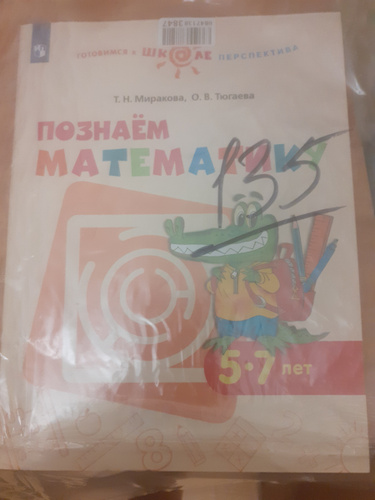 ГОТОВИМСЯ К ШКОЛЕ ПЕРСПЕКТИВА
Т. Н. Миракова, О. В. Тюгаева
ПОЗНАЁМ
МАТЕМАТИКУ
135
5-7 лет